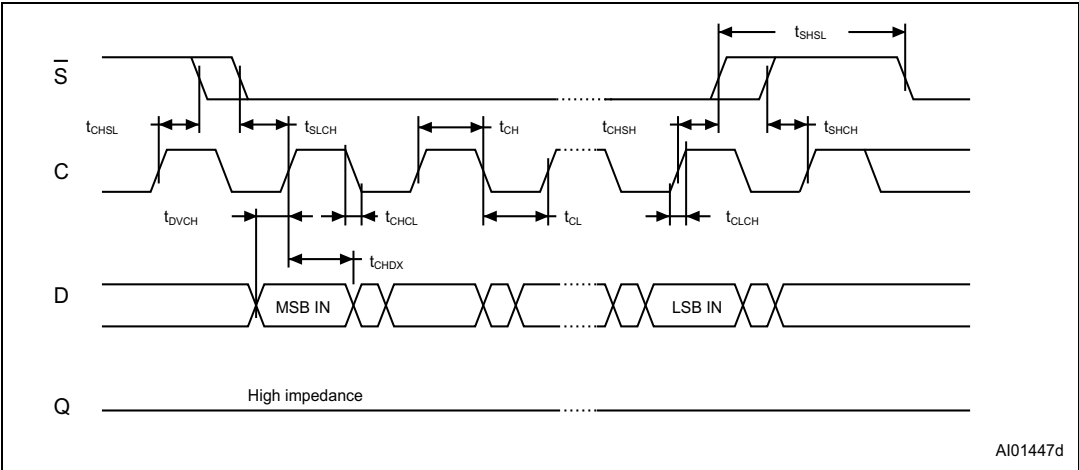 tSHSL
S
tCHSL
tSLCH
tCH
tCHSH
tSHCH
C
tDVCH
tCHCL
tCL
tCLCH
tCHDX
D
MSB IN
LSB IN
High impedance
Q
AI01447d